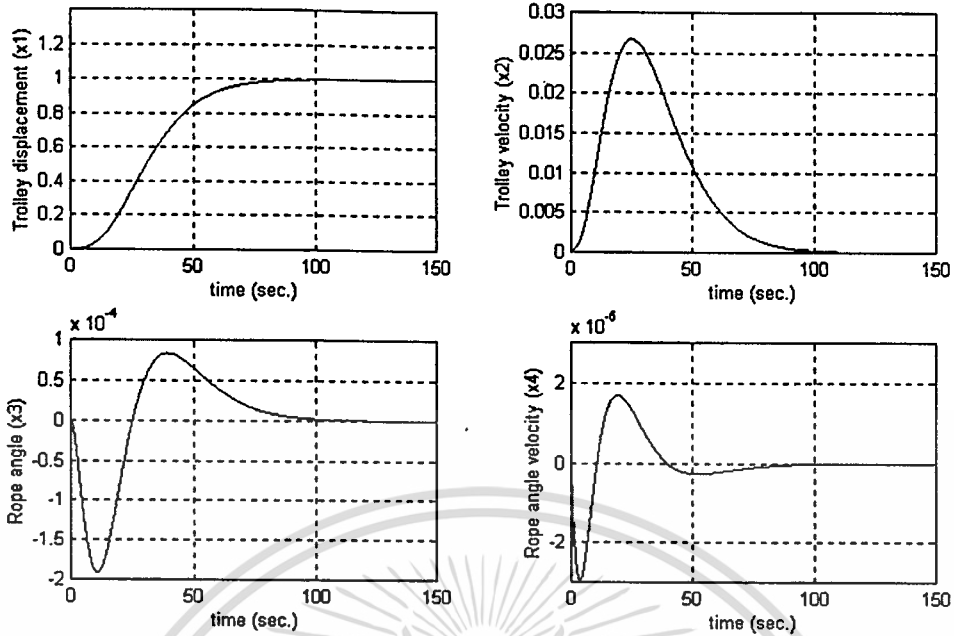 Trolley displacement (x1)
1.2
1
0.8
0.6
0.4
0.2
0
0 50 100 150
time (sec.)
Trolley velocity (x2)
0.03
0.025
0.02
0.015
0.01
0.005
0
0 50 100 150
time (sec.)
x 10^-4
Rope angle (x3)
1
0.5
0
-0.5
-1
-1.5
-2
0 50 100 150
time (sec.)
x 10^-6
Rope angle velocity (x4)
2
0
-2
0 50 100 150
time (sec.)